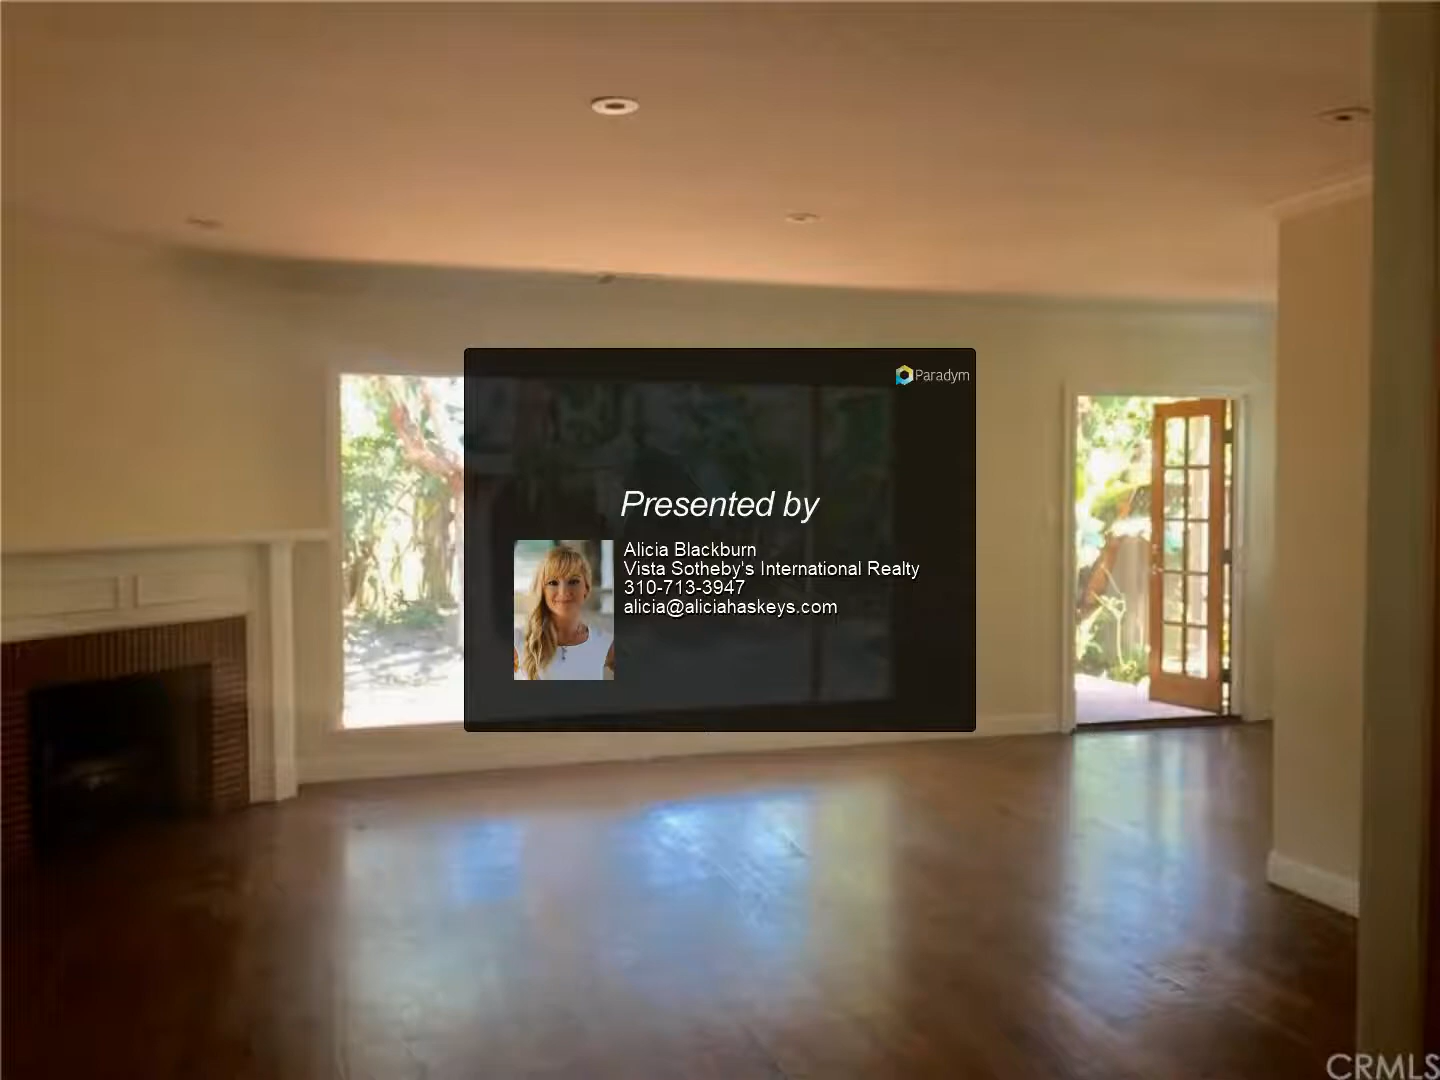 Paradym
Presented by
Alicia Blackburn
Vista Sotheby's International Realty
310-713-3947
alicia@aliciahaskeys.com
CRMLS